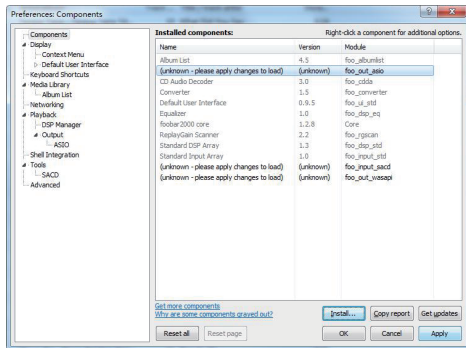 Preferences: Components
Components
Display
Context Menu
Default User Interface
Keyboard Shortcuts
Media Library
Album List
Networking
Playback
DSP Manager
Output
ASIO
Shell Integration
Tools
SACD
Advanced
Installed components: Right-click a component for additional options.
Name Version Module
Album List 4.5 foo_albumlist
(unknown - please apply changes to load) (unknown) foo_out_asio
CD Audio Decoder 3.0 foo_cdda
Converter 1.5 foo_converter
Default User Interface 0.9.5 foo_ui_std
Equalizer 1.0 foo_dsp_eq
foobar2000 core 1.2.8 Core
ReplayGain Scanner 2.2 foo_rgscan
Standard DSP Array 1.3 foo_dsp_std
Standard Input Array 1.0 foo_input_std
(unknown - please apply changes to load) (unknown) foo_input_sacd
(unknown - please apply changes to load) (unknown) foo_out_wasapi
Get more components
Why are some components grayed out?
Install... Copy report Get updates
Reset all Reset page OK Cancel Apply